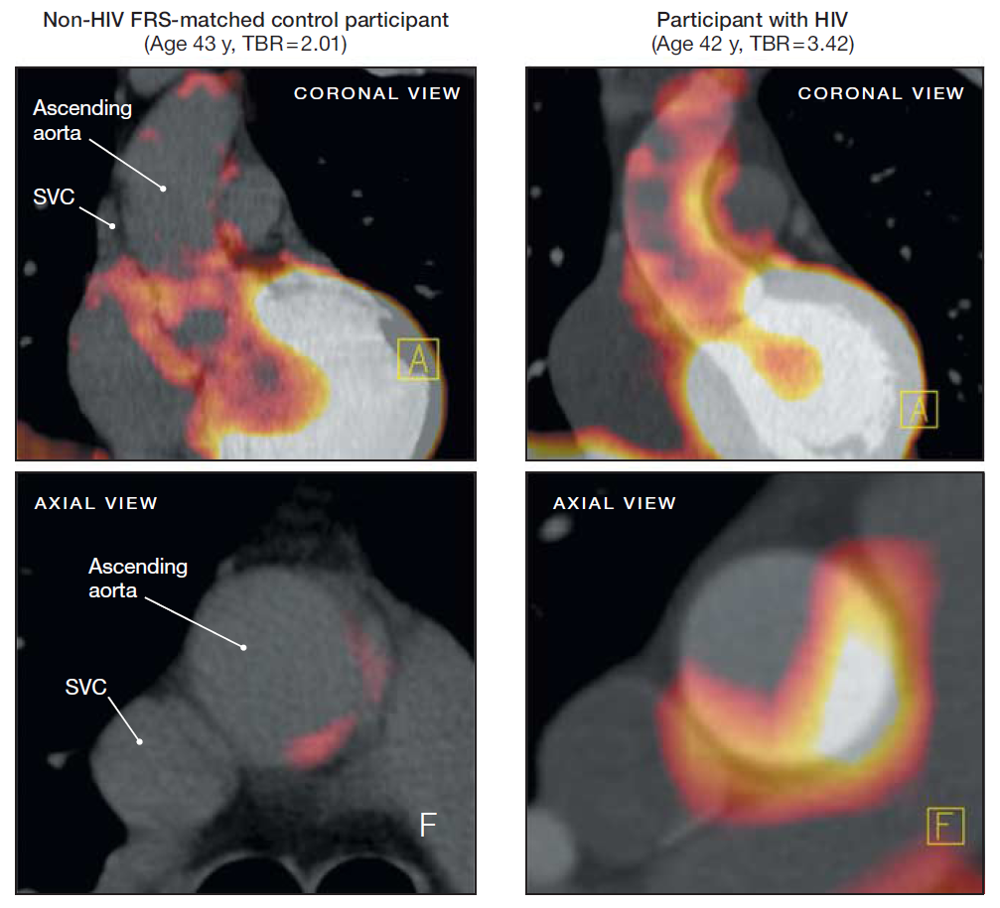 Non-HIV FRS-matched control participant
(Age 43 y, TBR=2.01)
Participant with HIV
(Age 42 y, TBR=3.42)
CORONAL VIEW
Ascending
aorta
SVC
A
CORONAL VIEW
A
AXIAL VIEW
Ascending
aorta
SVC
F
AXIAL VIEW
F